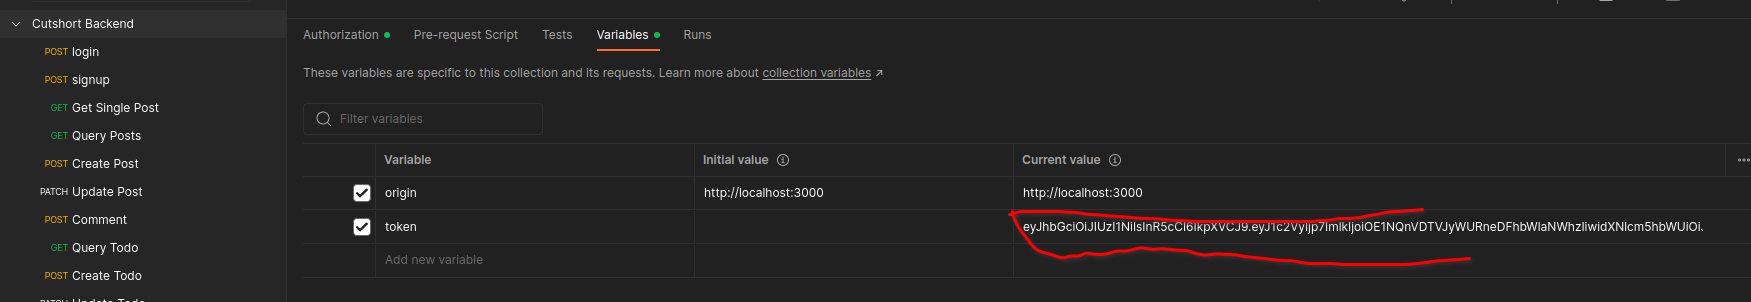 Cutshort Backend
POST login
POST signup
GET Get Single Post
GET Query Posts
POST Create Post
PATCH Update Post
POST Comment
GET Query Todo
POST Create Todo
PATCH Update Todo
Authorization
Pre-request Script
Tests
Variables
Runs
These variables are specific to this collection and its requests. Learn more about collection variables ↗
Filter variables
Variable
Initial value
Current value
origin
http://localhost:3000
http://localhost:3000
token
Add new variable